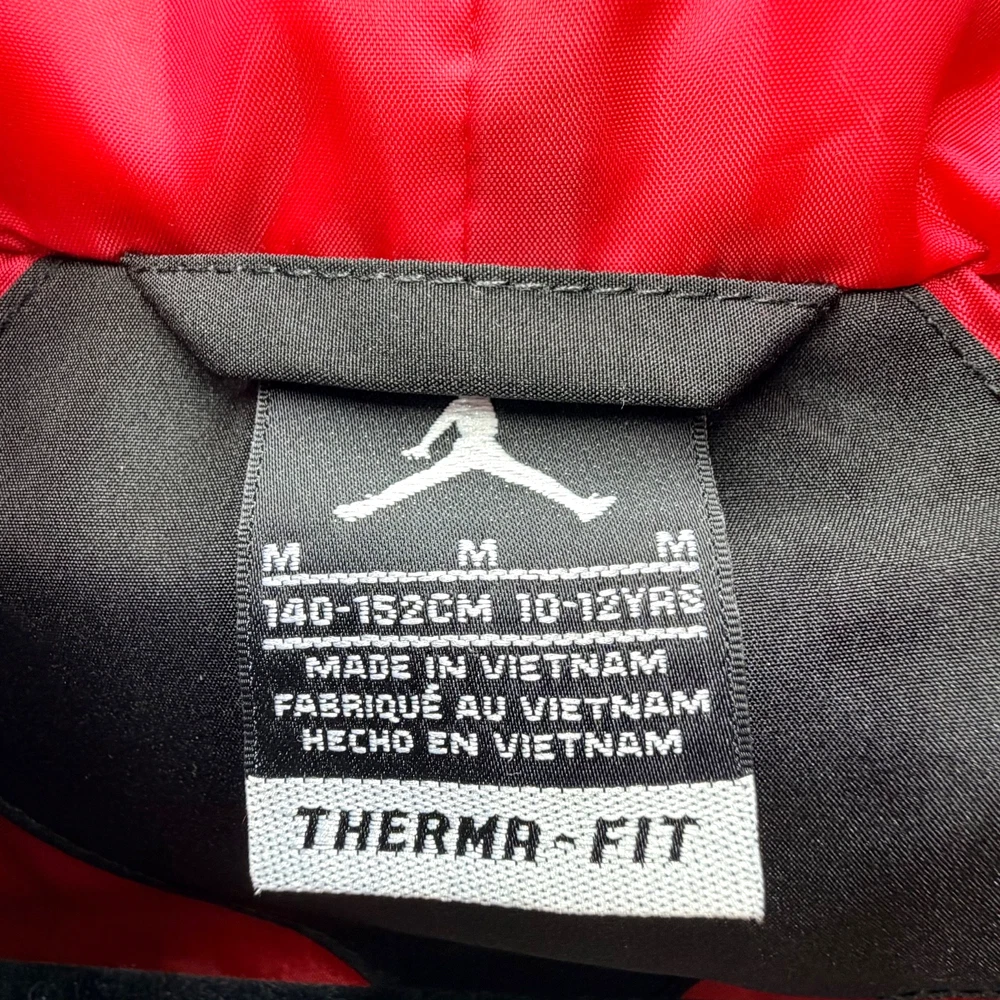 M M M
140-152CM 10-12YRS
MADE IN VIETNAM
FABRIQUÉ AU VIETNAM
HECHO EN VIETNAM
THERMA-FIT